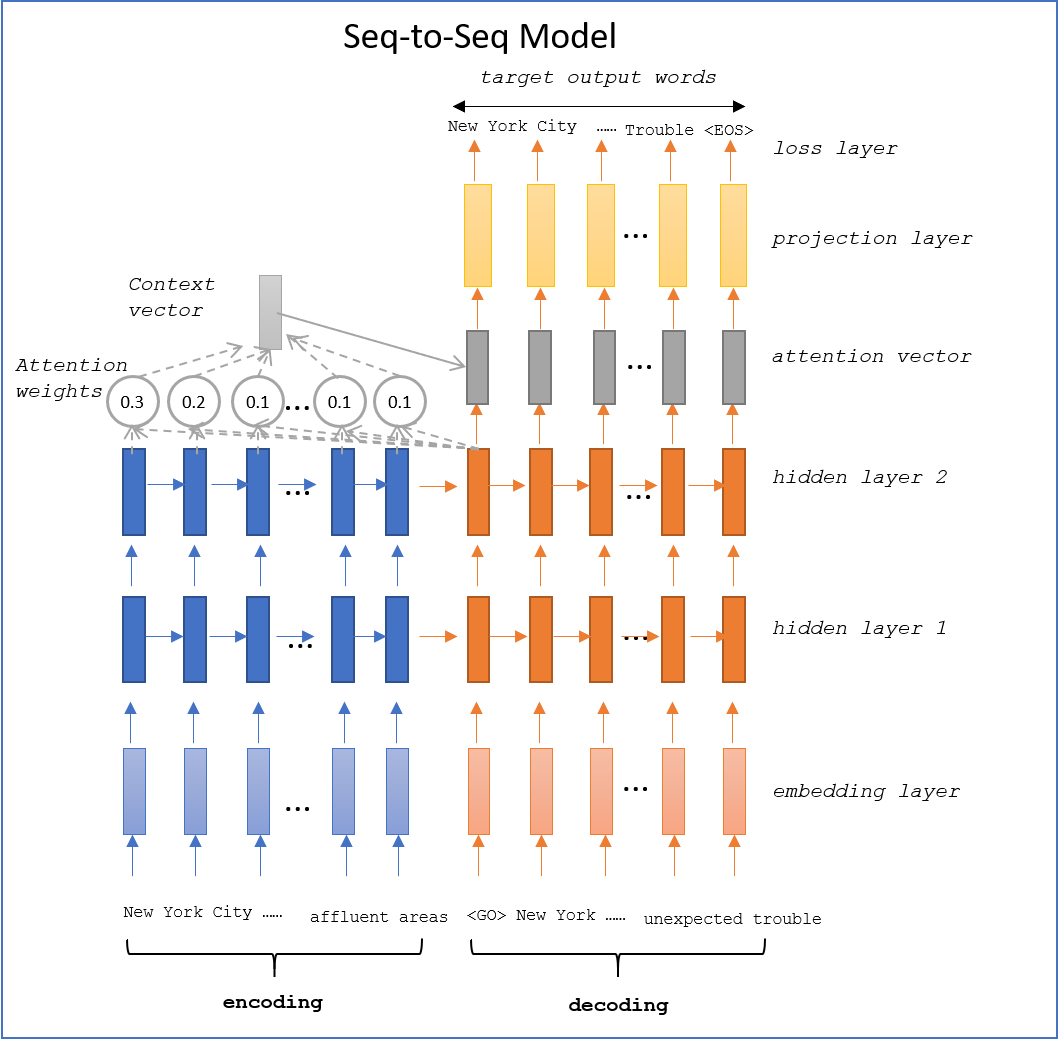 Seq-to-Seq Model
target output words
New York City …… Trouble <EOS>
loss layer
projection layer
Context
vector
Attention
weights
attention vector
0.3 0.2 0.1 ... 0.1 0.1
hidden layer 2
hidden layer 1
embedding layer
New York City …… affluent areas <GO> New York …… unexpected trouble
encoding decoding